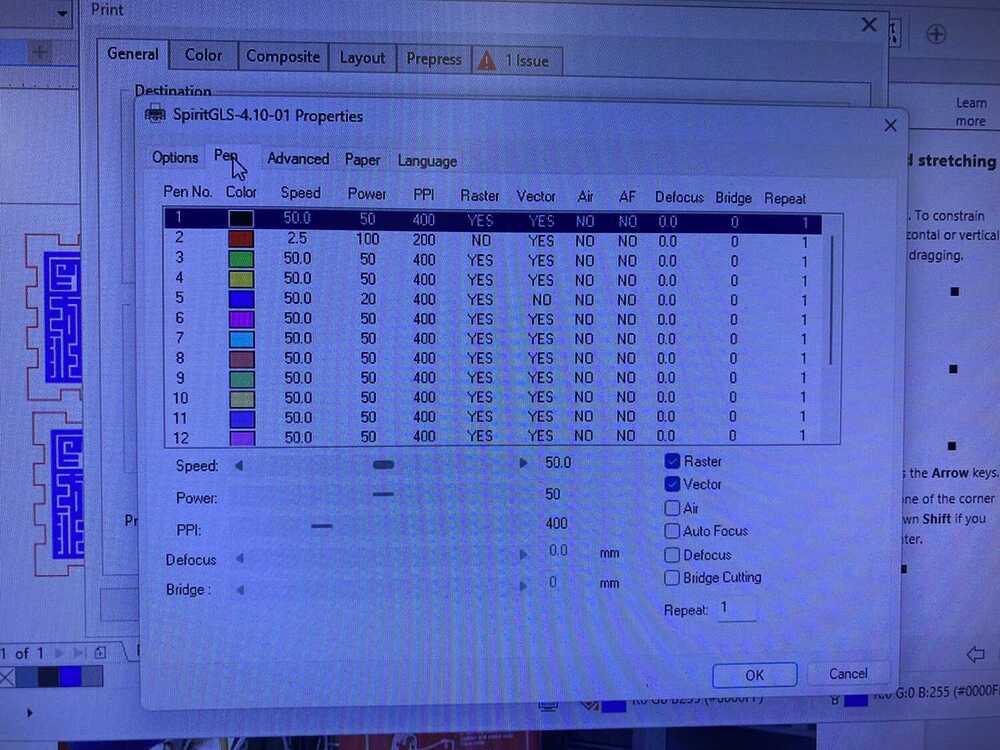 Print
General Color Composite Layout Prepress 1 Issue
Destination
SpiritGLS-4.10-01 Properties
Options Pen Advanced Paper Language
Pen No. Color Speed Power PPI Raster Vector Air AF Defocus Bridge Repeat
1 50.0 50 400 YES YES NO NO 0.0 0 1
2 2.5 100 200 NO YES NO NO 0.0 0 1
3 50.0 50 400 YES YES NO NO 0.0 0 1
4 50.0 50 400 YES YES NO NO 0.0 0 1
5 50.0 20 400 YES NO NO NO 0.0 0 1
6 50.0 50 400 YES YES NO NO 0.0 0 1
7 50.0 50 400 YES YES NO NO 0.0 0 1
8 50.0 50 400 YES YES NO NO 0.0 0 1
9 50.0 50 400 YES YES NO NO 0.0 0 1
10 50.0 50 400 YES YES NO NO 0.0 0 1
11 50.0 50 400 YES YES NO NO 0.0 0 1
12 50.0 50 400 YES YES NO NO 0.0 0 1
Speed: 50.0
Power: 50
PPI: 400
Defocus 0.0 mm
Bridge : 0 mm
Raster
Vector
Air
Auto Focus
Defocus
Bridge Cutting
Repeat: 1
OK Cancel
Pr
1 of 1
Learn
more
d stretching
. To constrain
zontal or vertical
dragging.
s the Arrow keys.
one of the corner
wn Shift if you
nter.
R:0 G:0 B:255 (#0000FF)
R:0 G:0 B:255 (#0000F